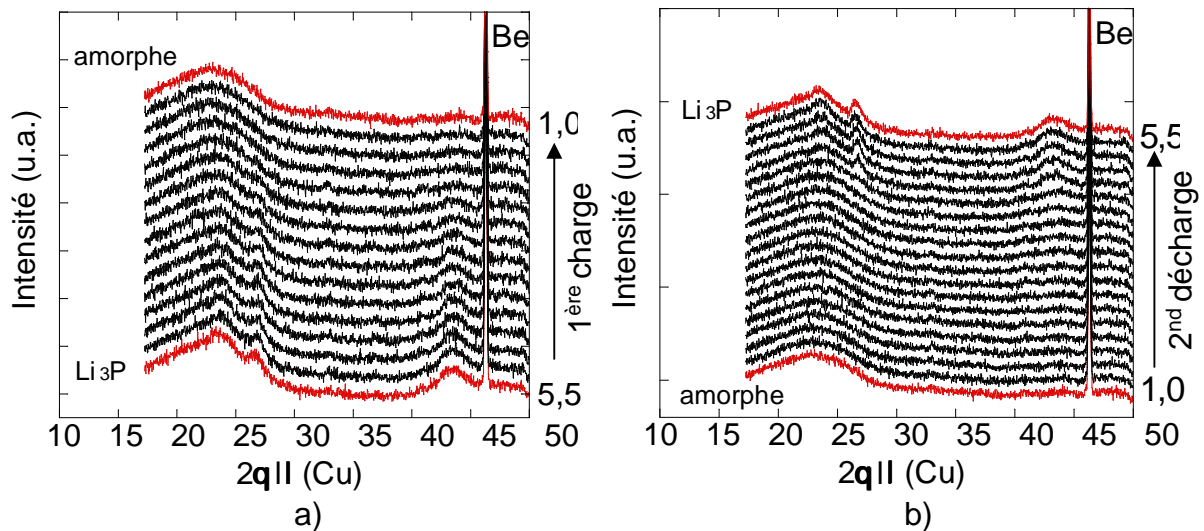 Be
amorphe
1,0
Intensité (u.a.)
1ère charge
Li3P
5,5
10 15 20 25 30 35 40 45 50
2qII (Cu)
a)
Be
Li3P
5,5
Intensité (u.a.)
2nd décharge
amorphe
1,0
10 15 20 25 30 35 40 45 50
2qII (Cu)
b)